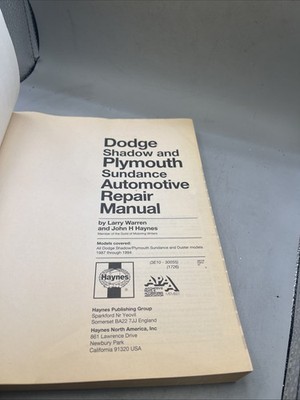 Dodge
Shadow and
Plymouth
Sundance
Automotive
Repair
Manual
by Larry Warren
and John H Haynes
Member of the Guild of Motoring Writers
Models covered:
All Dodge Shadow/Plymouth Sundance and Duster models
1987 through 1994
Haynes
Haynes Publishing Group
Sparkford Nr Yeovil
Somerset BA22 7JJ England
Haynes North America, Inc
861 Lawrence Drive
Newbury Park
California 91320 USA